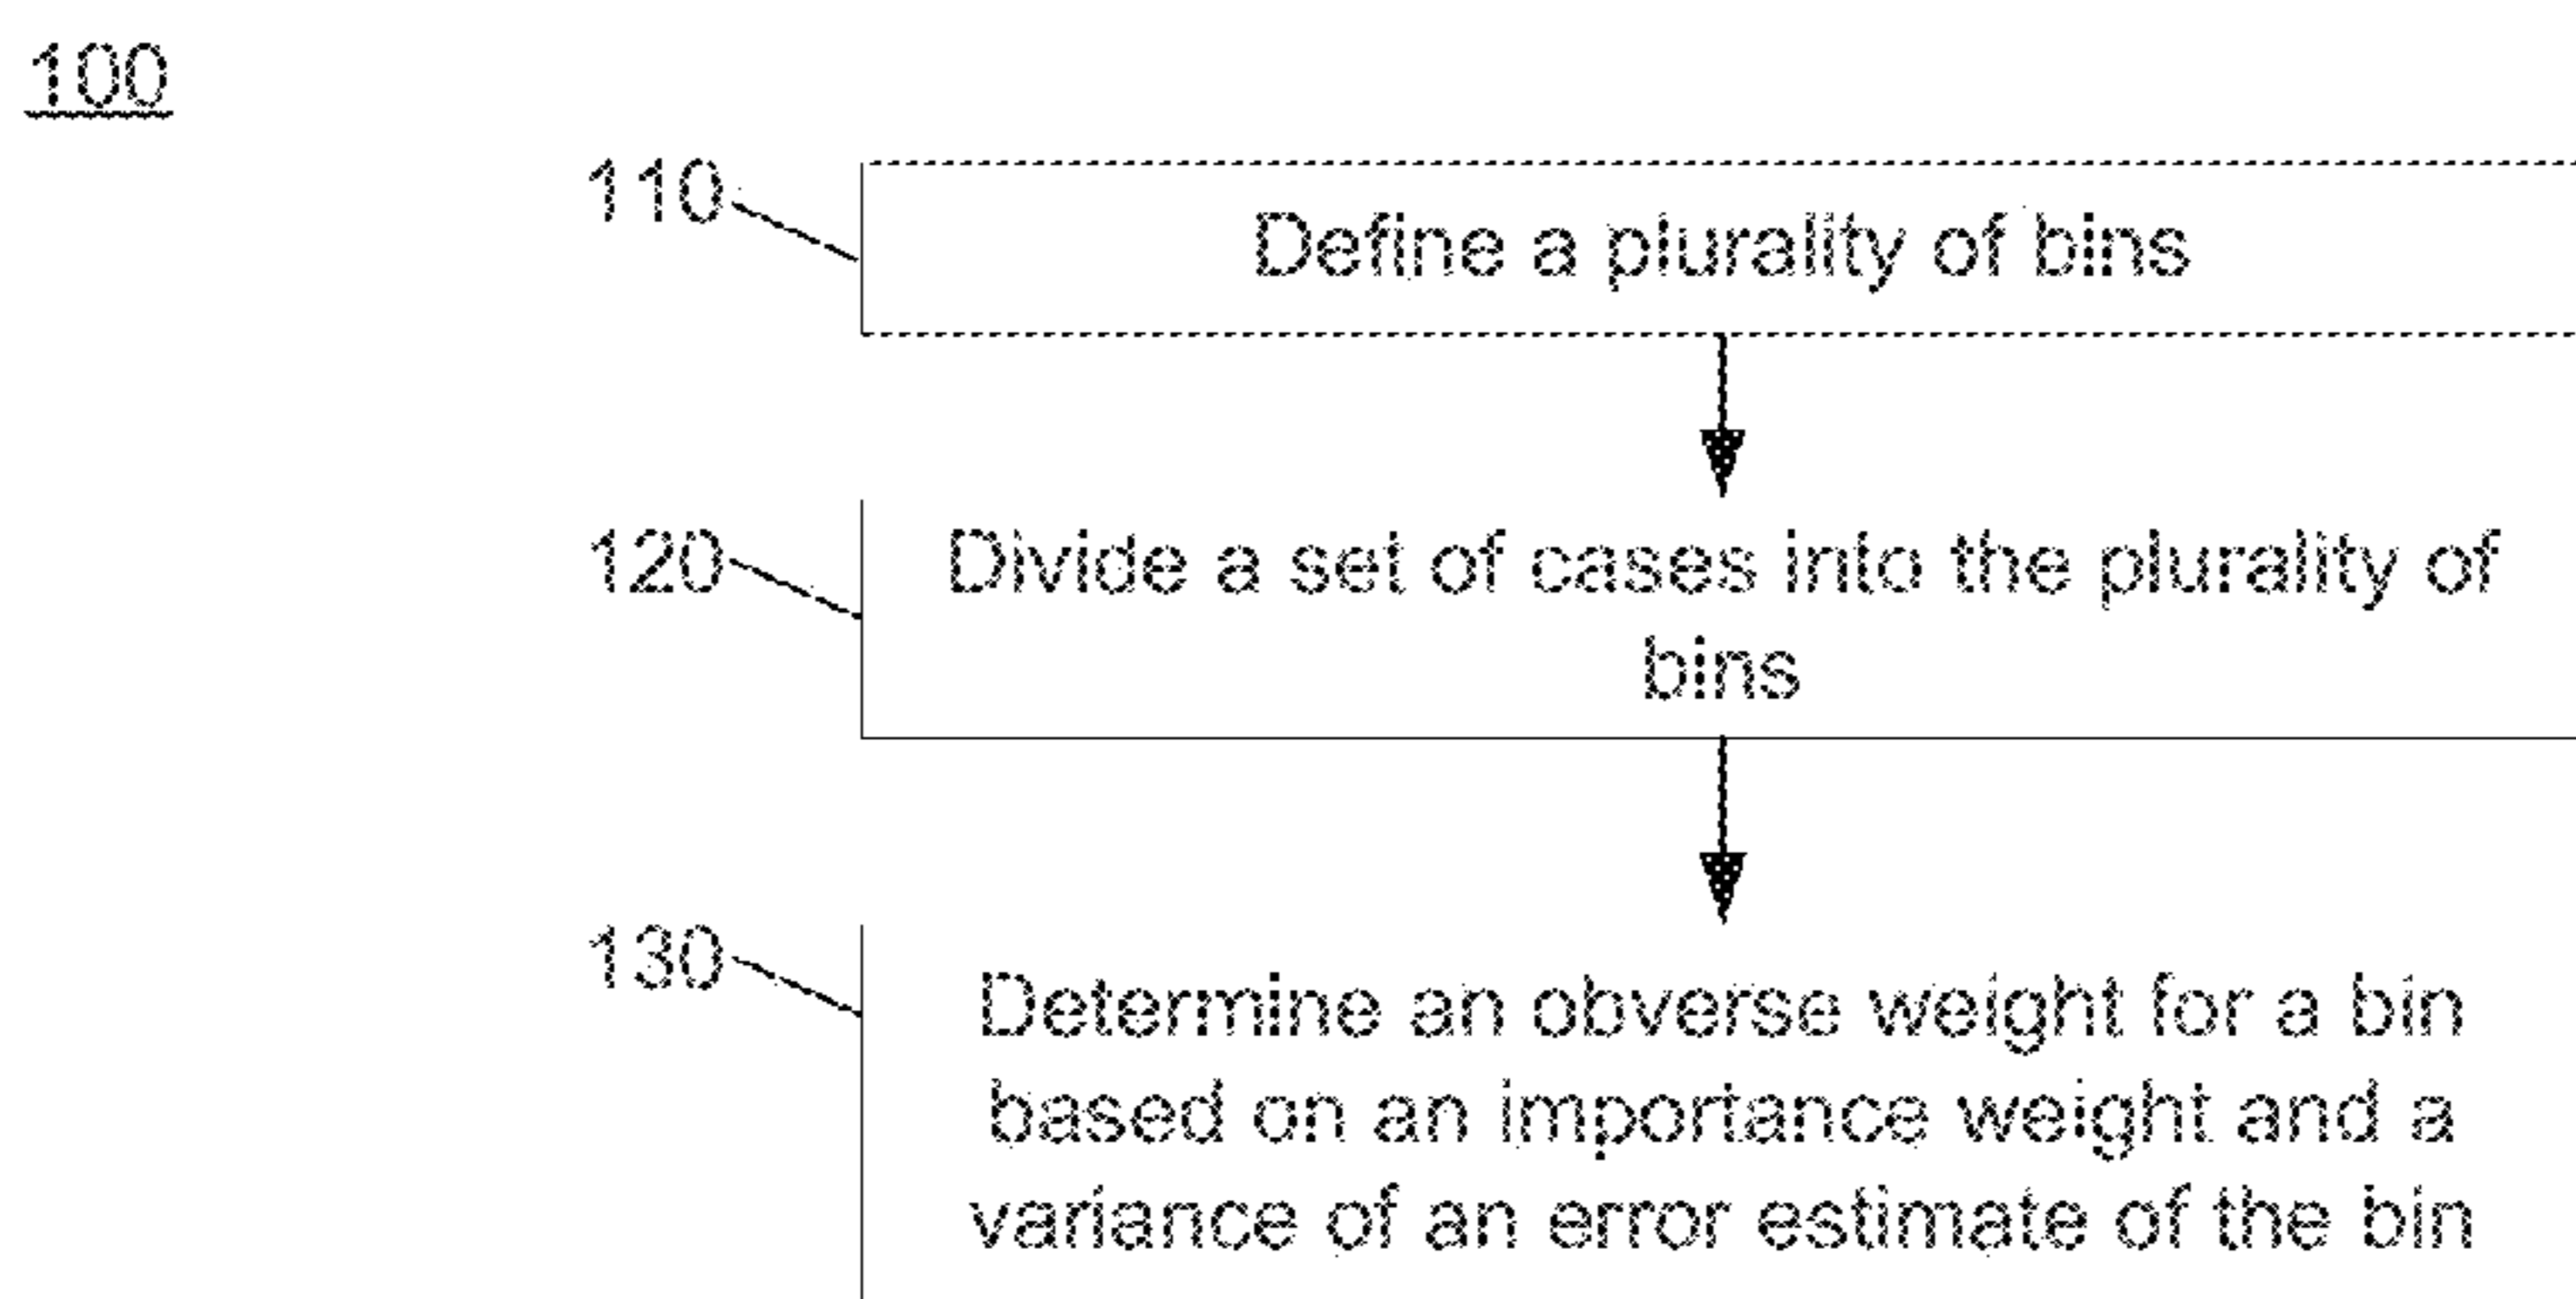 100
110
Define a plurality of bins
120
Divide a set of cases into the plurality of
bins
130
Determine an obverse weight for a bin
based on an importance weight and a
variance of an error estimate of the bin